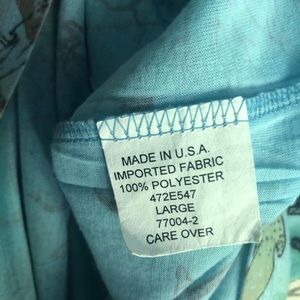 MADE IN U.S.A.
IMPORTED FABRIC
100% POLYESTER
472E547
LARGE
77004-2
CARE OVER